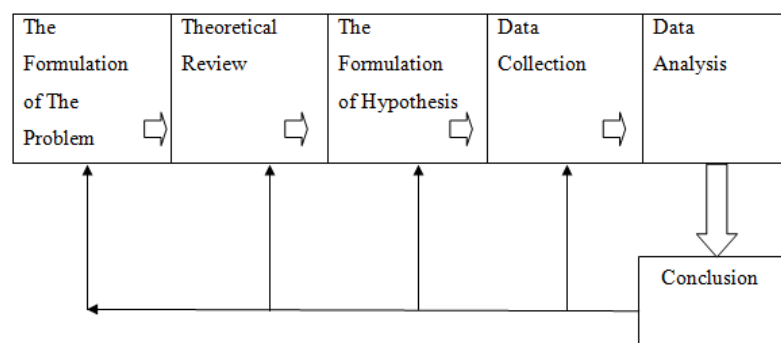 The
Formulation
of The
Problem
Theoretical
Review
The
Formulation
of Hypothesis
Data
Collection
Data
Analysis
Conclusion